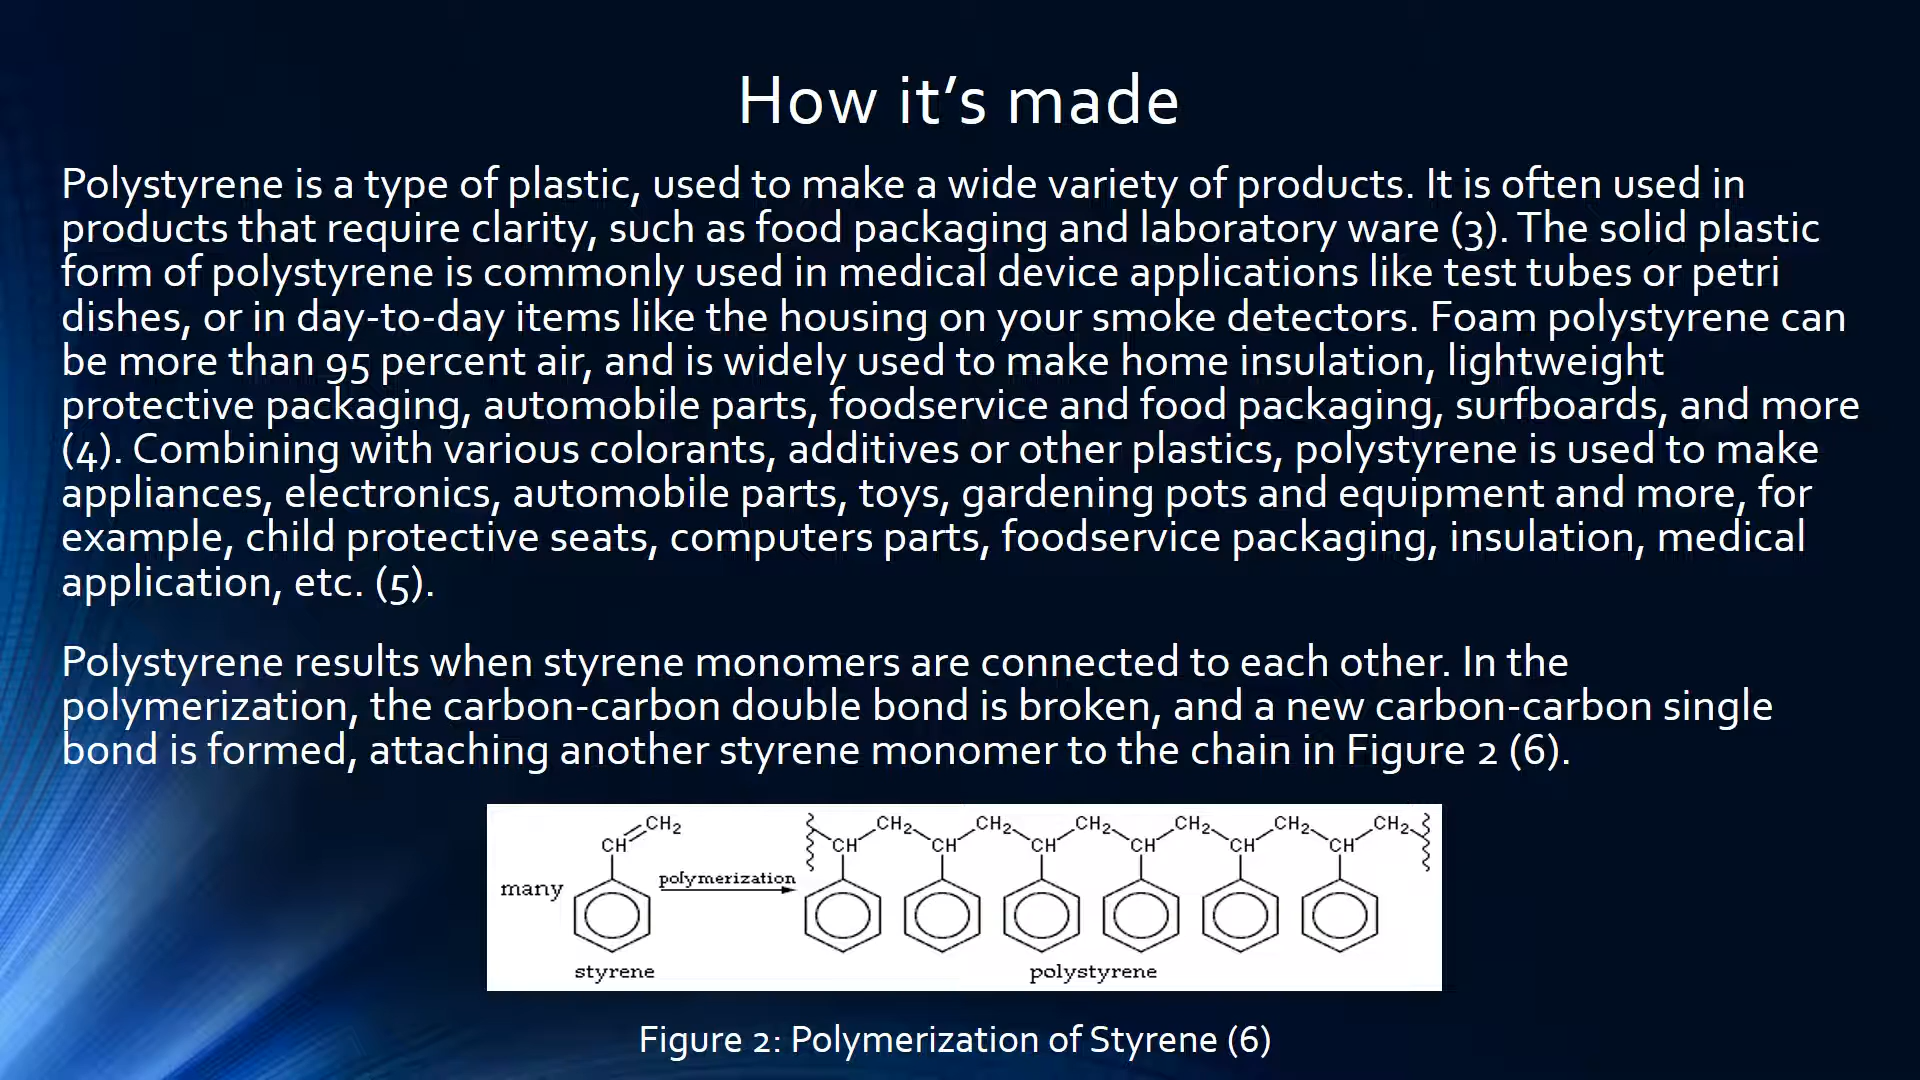 How it’s made
Polystyrene is a type of plastic, used to make a wide variety of products. It is often used in
products that require clarity, such as food packaging and laboratory ware (3). The solid plastic
form of polystyrene is commonly used in medical device applications like test tubes or petri
dishes, or in day-to-day items like the housing on your smoke detectors. Foam polystyrene can
be more than 95 percent air, and is widely used to make home insulation, lightweight
protective packaging, automobile parts, foodservice and food packaging, surfboards, and more
(4). Combining with various colorants, additives or other plastics, polystyrene is used to make
appliances, electronics, automobile parts, toys, gardening pots and equipment and more, for
example, child protective seats, computers parts, foodservice packaging, insulation, medical
application, etc. (5).
Polystyrene results when styrene monomers are connected to each other. In the
polymerization, the carbon-carbon double bond is broken, and a new carbon-carbon single
bond is formed, attaching another styrene monomer to the chain in Figure 2 (6).
CH2 CH2 CH2 CH2 CH2 CH2 CH2
CH CH CH CH CH CH CH
many polymerization
styrene polystyrene
Figure 2: Polymerization of Styrene (6)